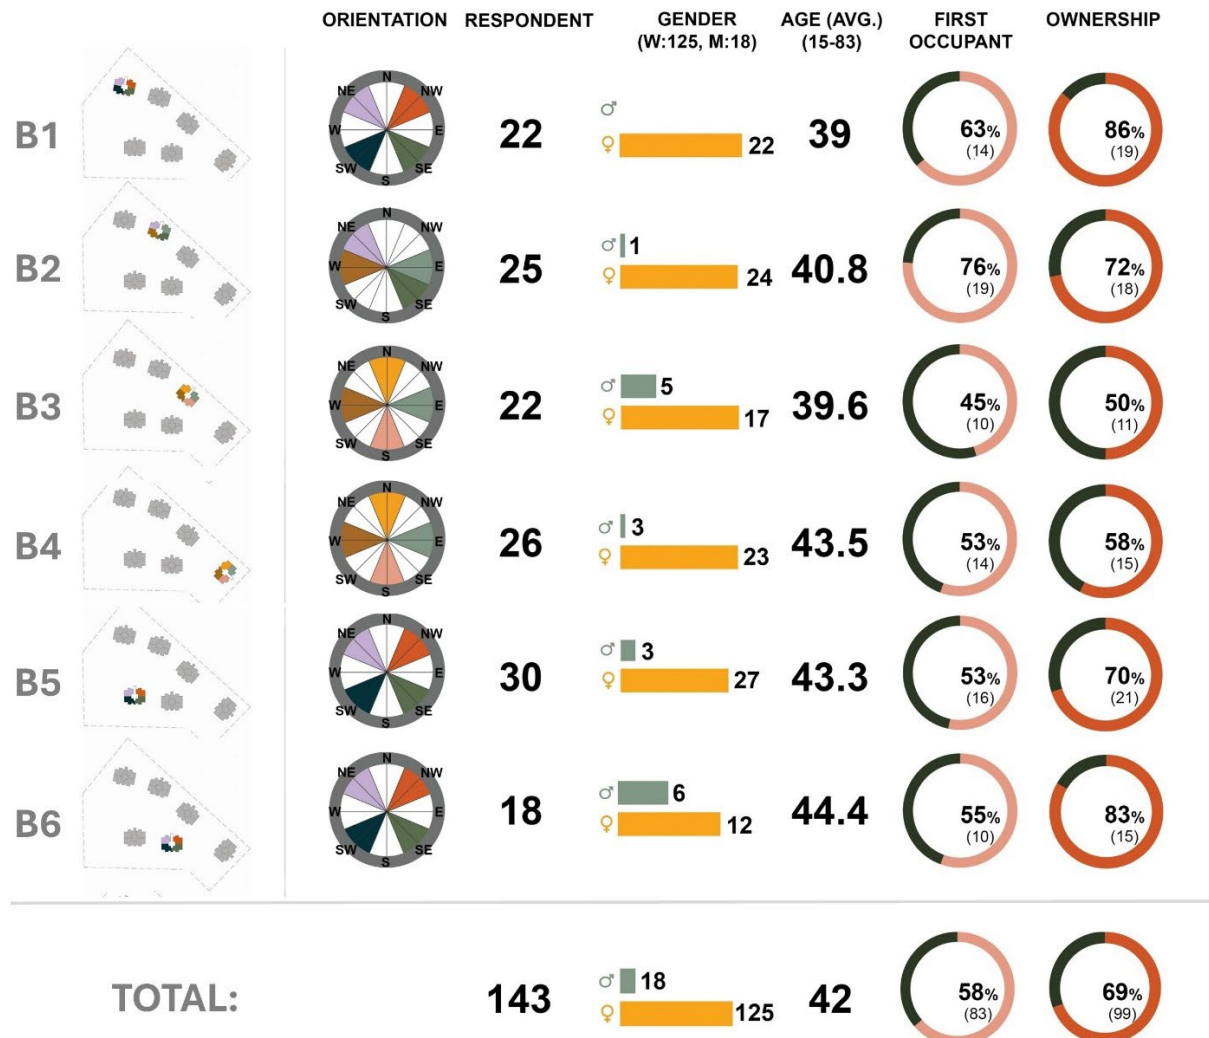 ORIENTATION RESPONDENT GENDER AGE (AVG.) FIRST OWNERSHIP
(W:125, M:18) (15-83) OCCUPANT
N
NE NW
B1 W E 22 ♂ ♀ 22 39 63% (14) 86% (19)
SW SE
S
N
NE NW
B2 W E 25 ♂ 1 ♀ 24 40.8 76% (19) 72% (18)
SW SE
S
N
NE NW
B3 W E 22 ♂ 5 ♀ 17 39.6 45% (10) 50% (11)
SW SE
S
N
NE NW
B4 W E 26 ♂ 3 ♀ 23 43.5 53% (14) 58% (15)
SW SE
S
N
NE NW
B5 W E 30 ♂ 3 ♀ 27 43.3 53% (16) 70% (21)
SW SE
S
N
NE NW
B6 W E 18 ♂ 6 ♀ 12 44.4 55% (10) 83% (15)
SW SE
S
TOTAL: 143 ♂ 18 ♀ 125 42 58% (83) 69% (99)